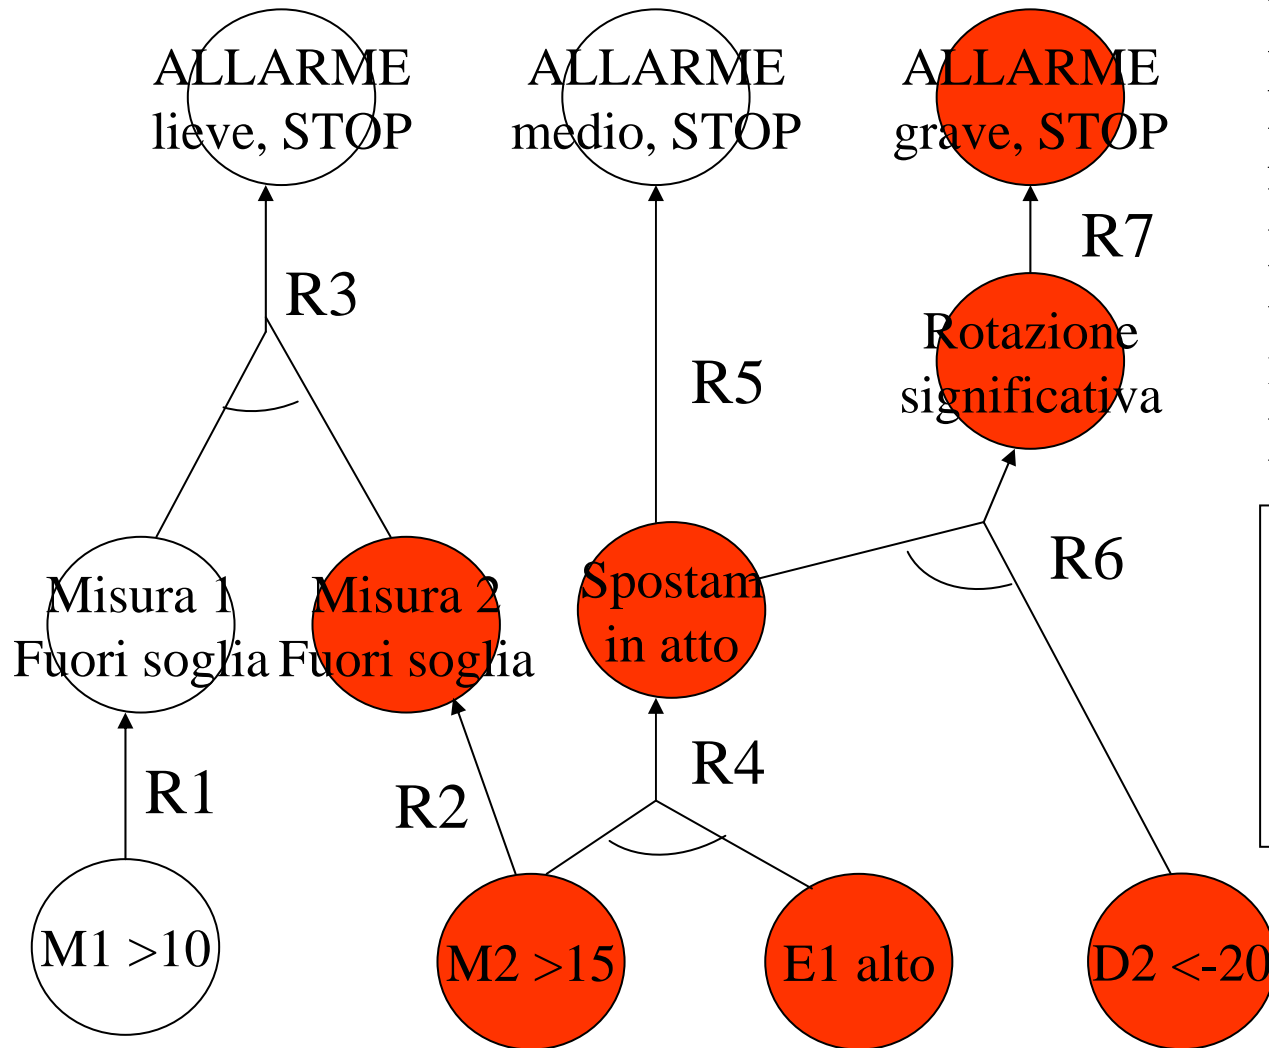 ALLARME
lieve, STOP
ALLARME
medio, STOP
ALLARME
grave, STOP
R7
R3
Rotazione
significativa
R5
R6
Misura 1
Fuori soglia
Misura 2
Fuori soglia
Spostam
in atto
R4
R1
R2
M1 >10
M2 >15
E1 alto
D2 <-20